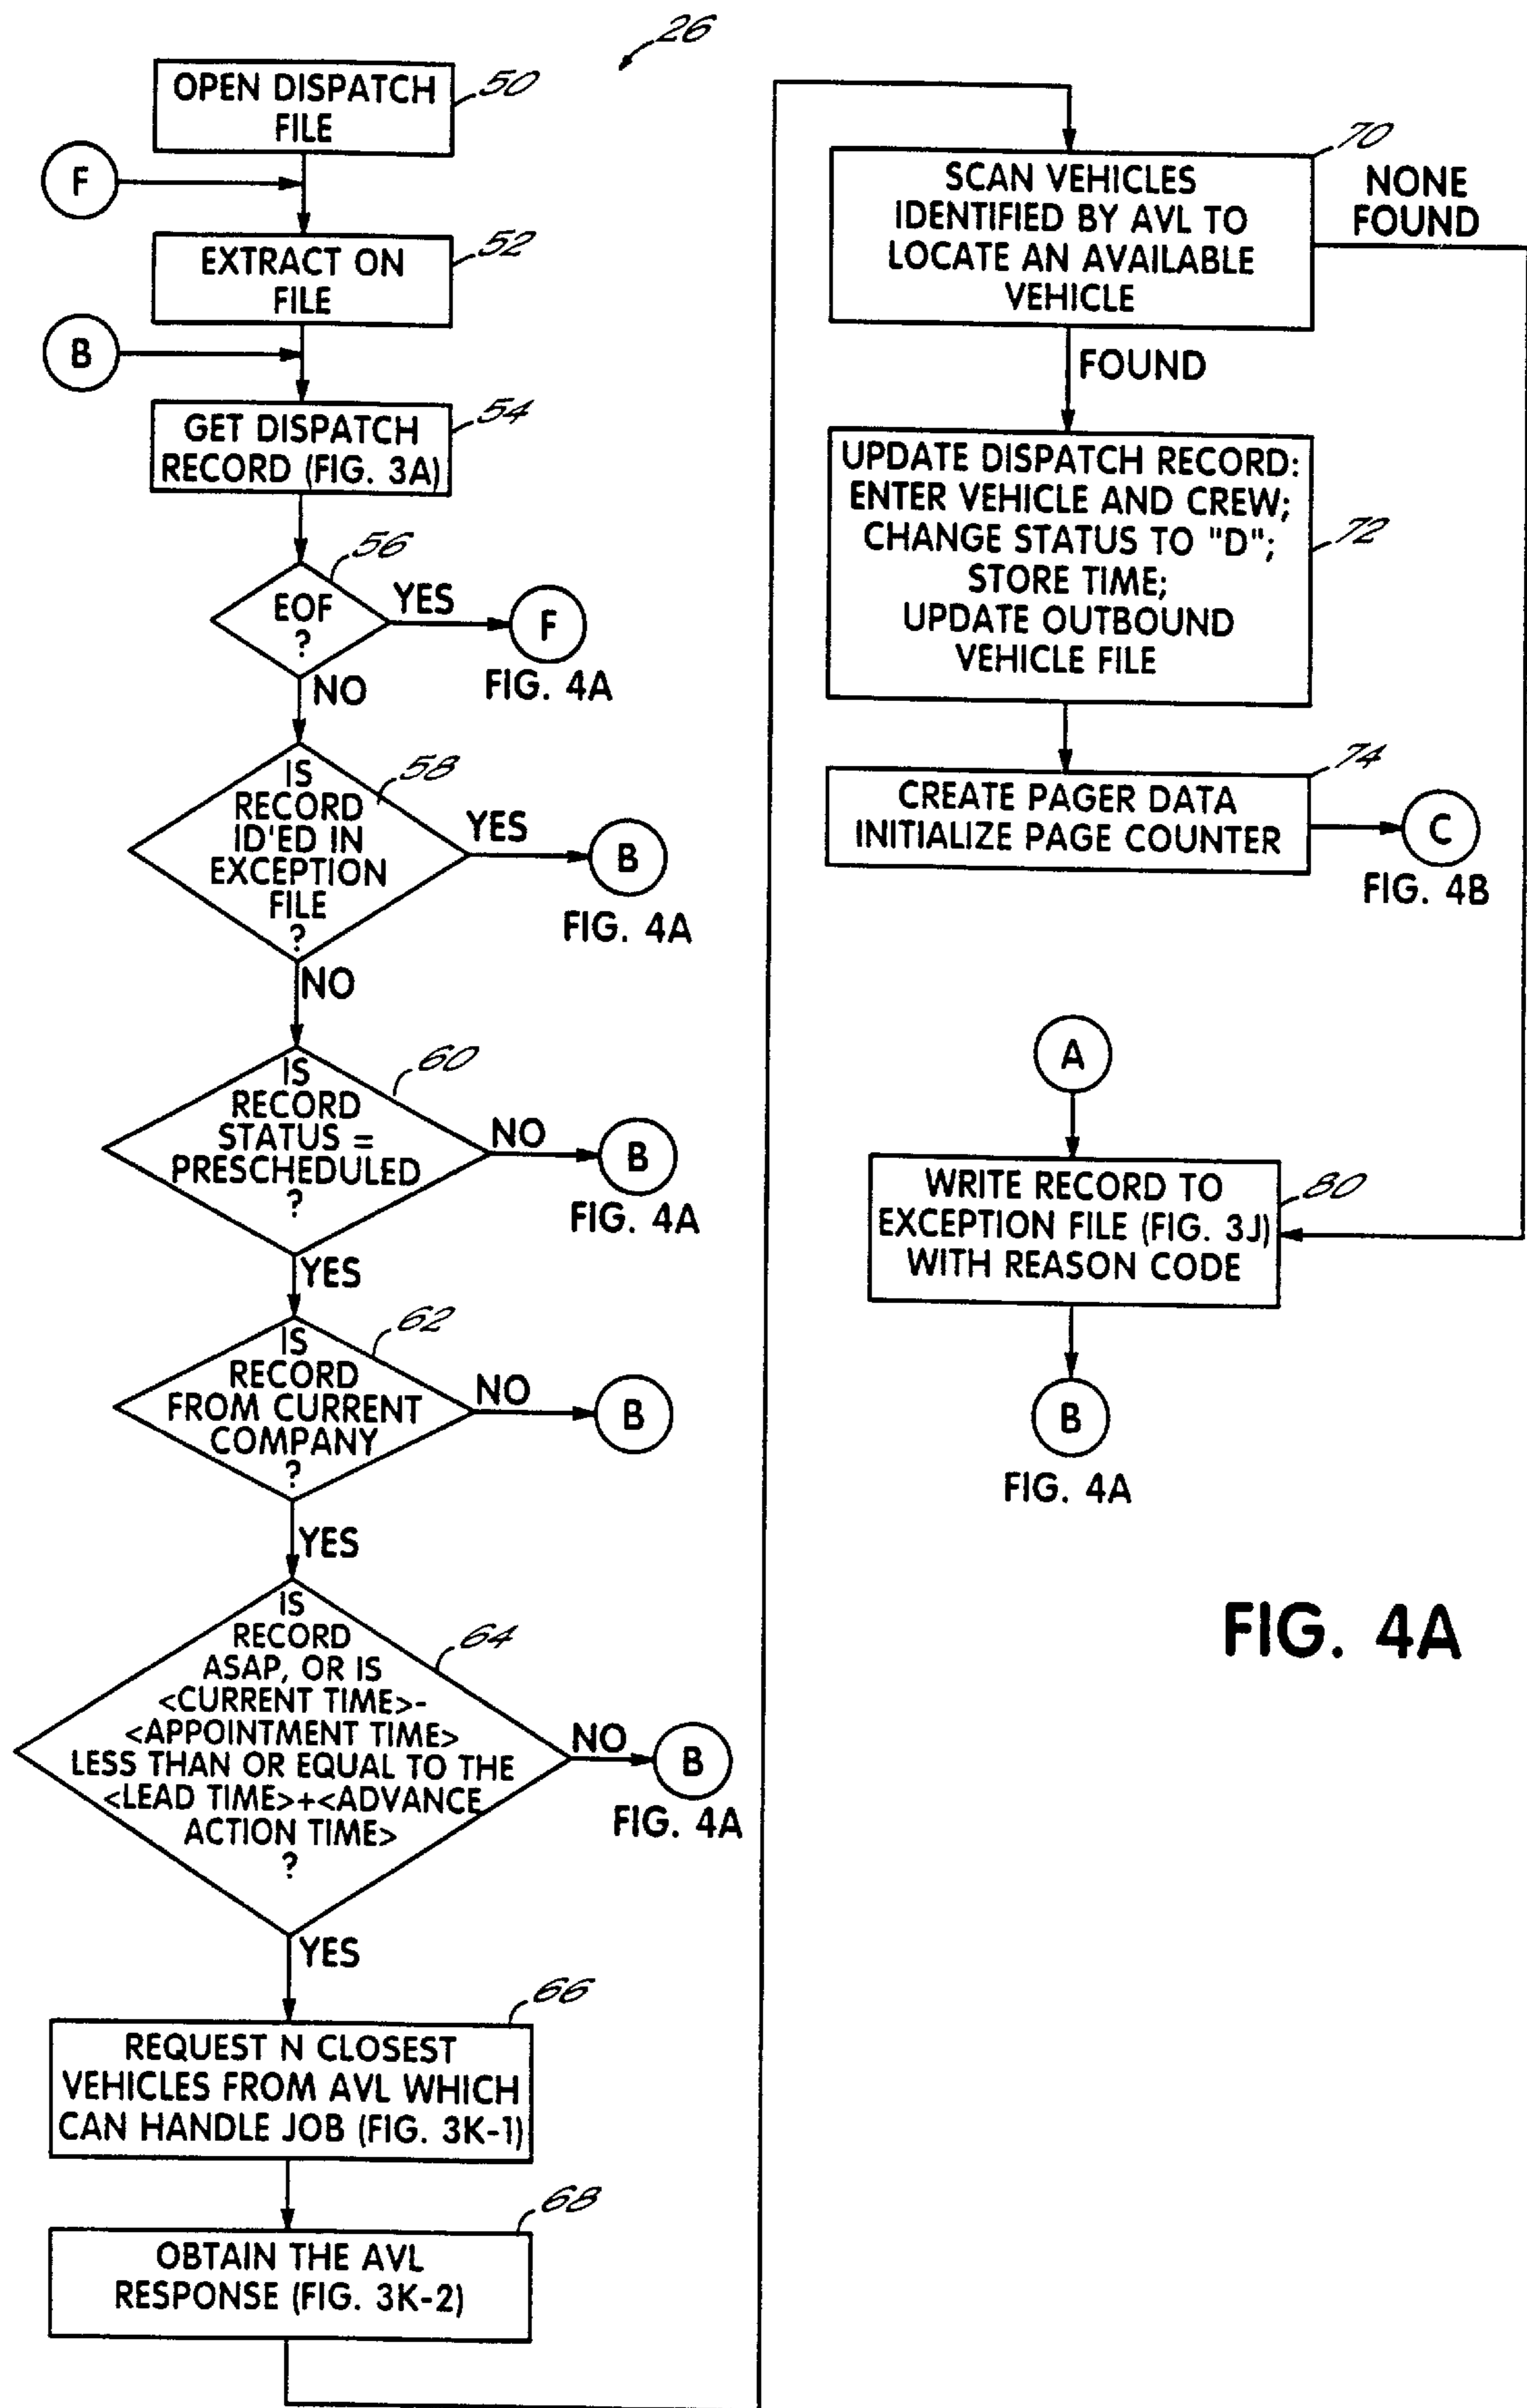 26
OPEN DISPATCH
FILE
50
F
EXTRACT ON
FILE
52
B
GET DISPATCH
RECORD (FIG. 3A)
54
EOF
?
56
YES
F
FIG. 4A
NO
IS
RECORD
ID'ED IN
EXCEPTION
FILE
?
58
YES
B
FIG. 4A
NO
IS
RECORD
STATUS =
PRESCHEDULED
?
60
NO
B
FIG. 4A
YES
IS
RECORD
FROM CURRENT
COMPANY
?
62
NO
B
YES
IS
RECORD
ASAP, OR IS
<CURRENT TIME>-
<APPOINTMENT TIME>
LESS THAN OR EQUAL TO THE
<LEAD TIME>+<ADVANCE
ACTION TIME>
?
64
NO
B
FIG. 4A
YES
REQUEST N CLOSEST
VEHICLES FROM AVL WHICH
CAN HANDLE JOB (FIG. 3K-1)
66
OBTAIN THE AVL
RESPONSE (FIG. 3K-2)
68
SCAN VEHICLES
IDENTIFIED BY AVL TO
LOCATE AN AVAILABLE
VEHICLE
70
NONE
FOUND
FOUND
UPDATE DISPATCH RECORD:
ENTER VEHICLE AND CREW;
CHANGE STATUS TO "D";
STORE TIME;
UPDATE OUTBOUND
VEHICLE FILE
72
CREATE PAGER DATA
INITIALIZE PAGE COUNTER
74
C
FIG. 4B
A
WRITE RECORD TO
EXCEPTION FILE (FIG. 3J)
WITH REASON CODE
80
B
FIG. 4A
FIG. 4A